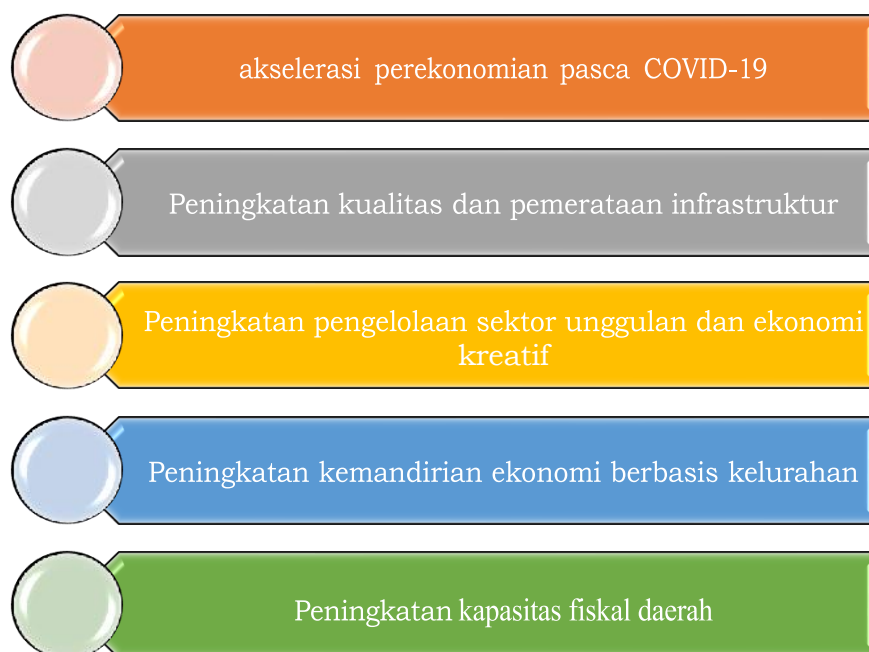 akselerasi perekonomian pasca COVID-19
Peningkatan kualitas dan pemerataan infrastruktur
Peningkatan pengelolaan sektor unggulan dan ekonomi
kreatif
Peningkatan kemandirian ekonomi berbasis kelurahan
Peningkatan kapasitas fiskal daerah